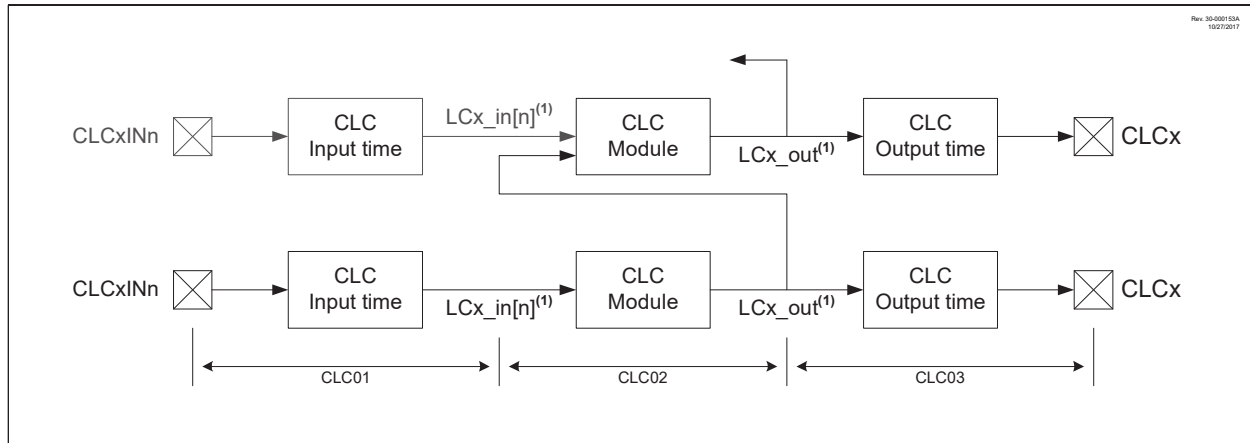 Rev. 30-000153A
10/27/2017
CLCxINn
CLC
Input time
LCx_in[n](1)
CLC
Module
LCx_out(1)
CLC
Output time
CLCx
CLCxINn
CLC
Input time
LCx_in[n](1)
CLC
Module
LCx_out(1)
CLC
Output time
CLCx
CLC01
CLC02
CLC03